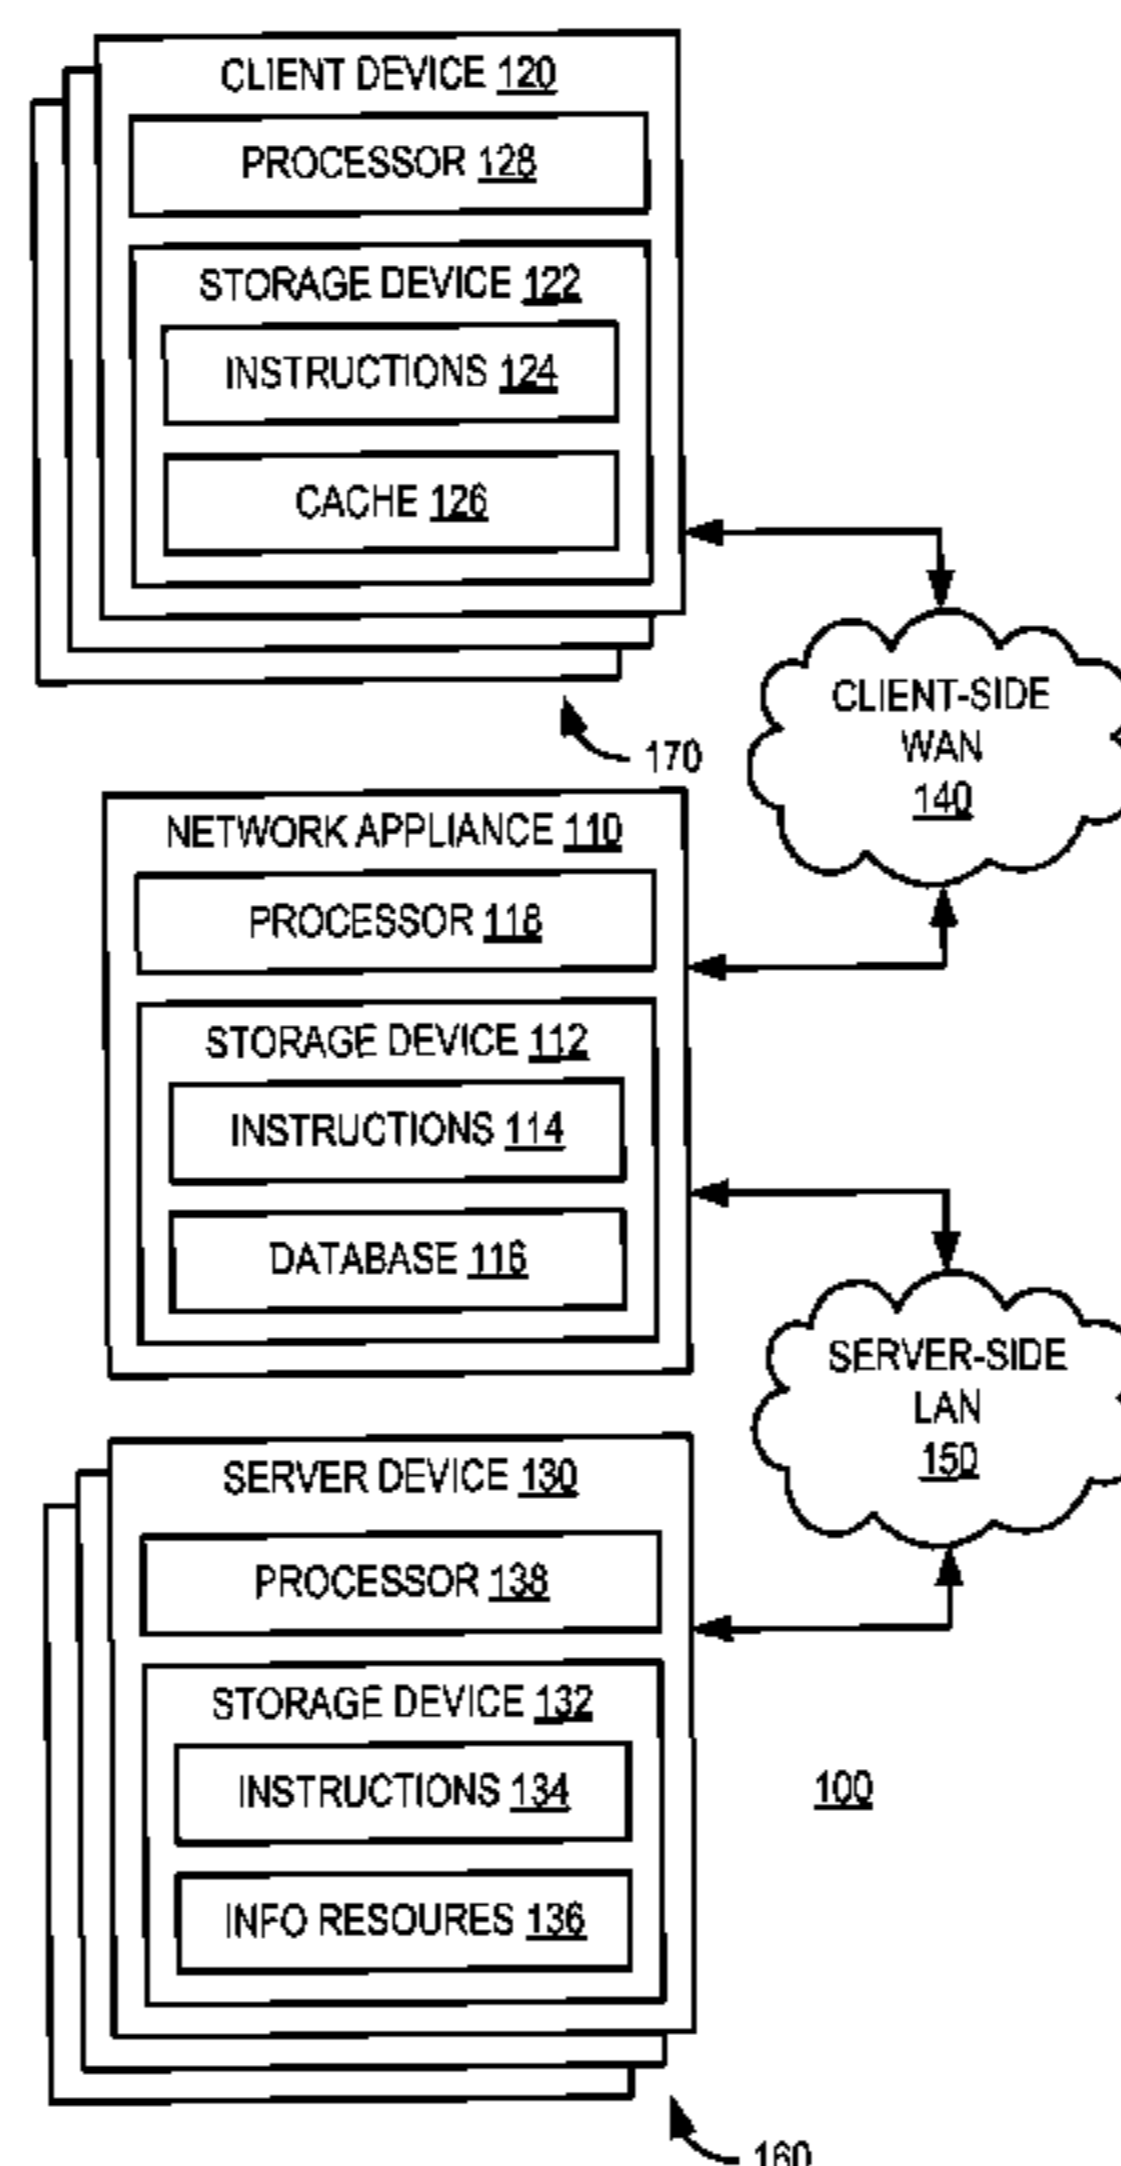 CLIENT DEVICE 120
PROCESSOR 128
STORAGE DEVICE 122
INSTRUCTIONS 124
CACHE 126
CLIENT-SIDE
WAN
140
170
NETWORK APPLIANCE 110
PROCESSOR 118
STORAGE DEVICE 112
INSTRUCTIONS 114
DATABASE 116
SERVER-SIDE
LAN
150
SERVER DEVICE 130
PROCESSOR 138
STORAGE DEVICE 132
INSTRUCTIONS 134
100
INFO RESOURES 136
160